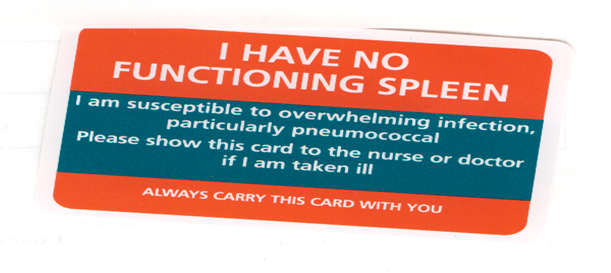 I HAVE NO
FUNCTIONING SPLEEN
I am susceptible to overwhelming infection,
particularly pneumococcal
Please show this card to the nurse or doctor
if I am taken ill
ALWAYS CARRY THIS CARD WITH YOU